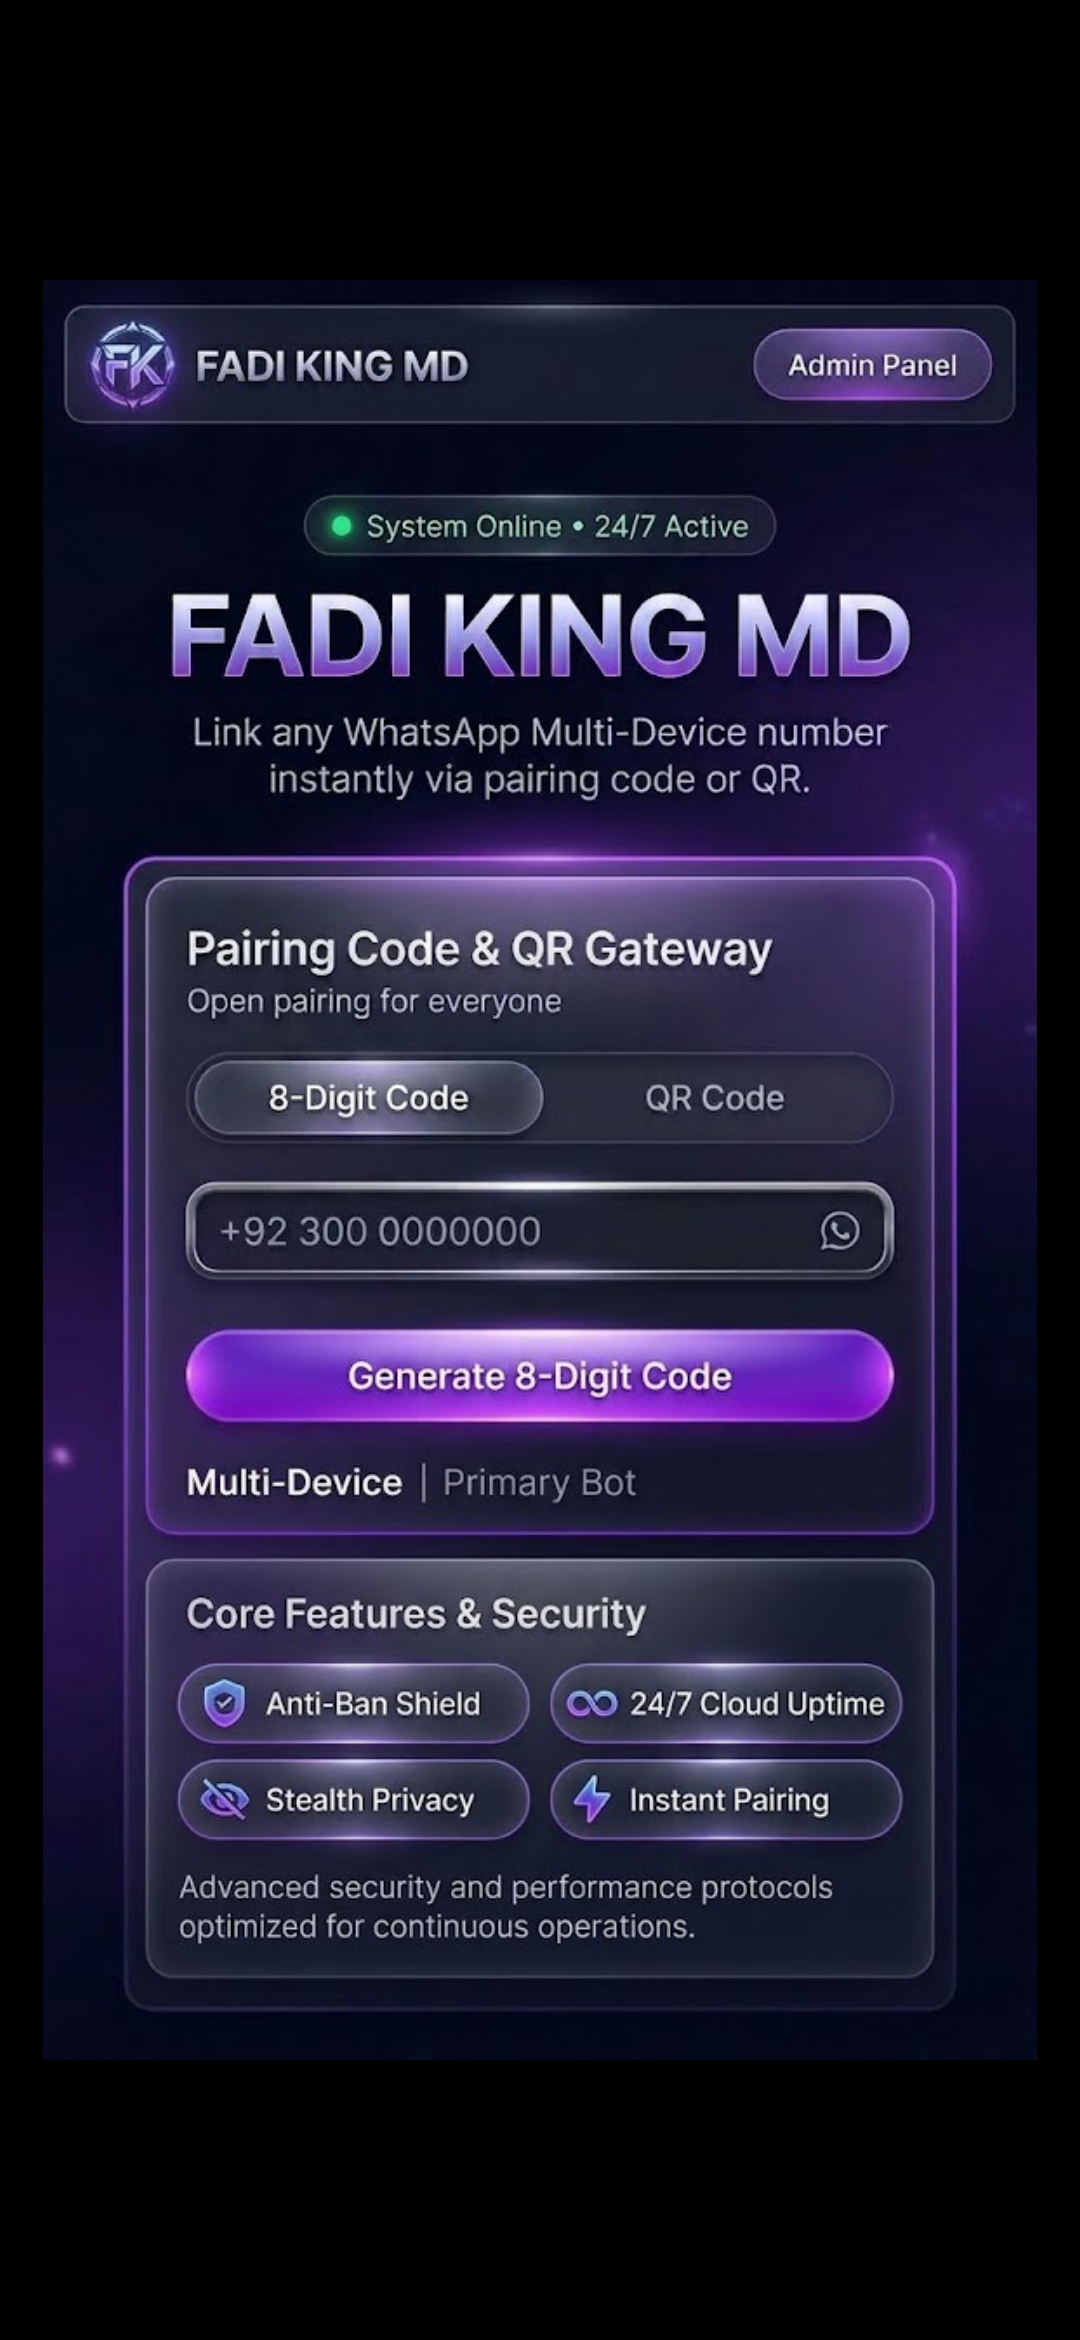 FK FADI KING MD
Admin Panel
System Online • 24/7 Active
FADI KING MD
Link any WhatsApp Multi-Device number
instantly via pairing code or QR.
Pairing Code & QR Gateway
Open pairing for everyone
8-Digit Code
QR Code
+92 300 0000000
Generate 8-Digit Code
Multi-Device | Primary Bot
Core Features & Security
Anti-Ban Shield
24/7 Cloud Uptime
Stealth Privacy
Instant Pairing
Advanced security and performance protocols
optimized for continuous operations.